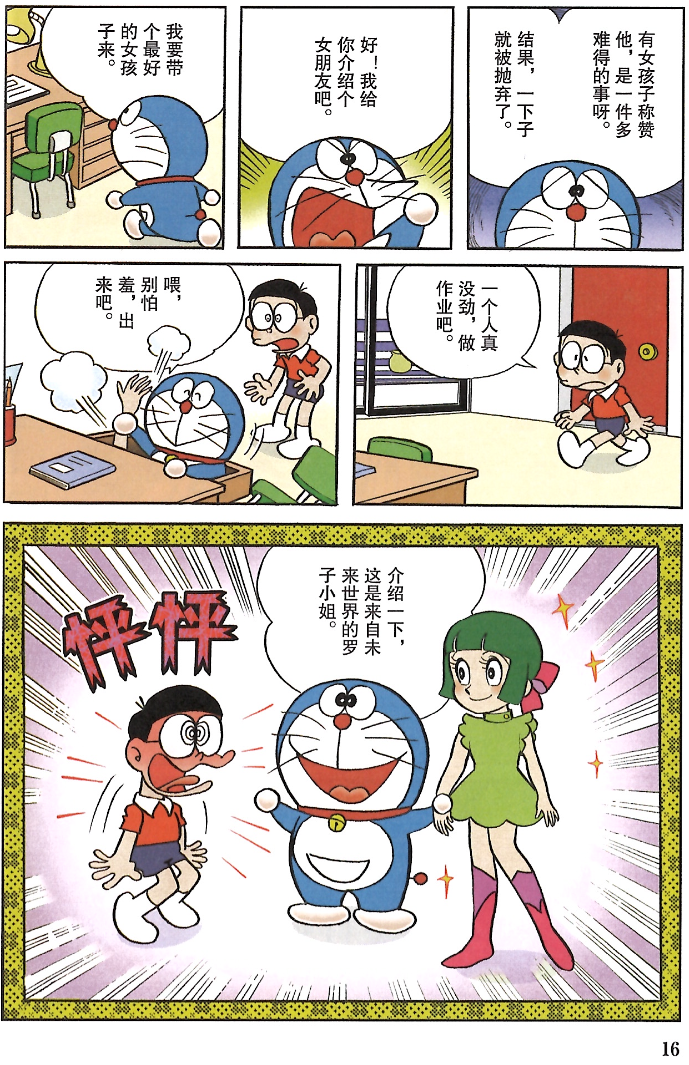 有女孩子称赞
他，是一件多
难得的事呀。
结果，一下子
就被抛弃了。
好！我给
你介绍个
女朋友吧。
我要带
个最好
的女孩
子来。
一个人真
没劲，做
作业吧。
喂，
别怕
羞，出
来吧。
介绍一下，
这是来自未
来世界的罗
子小姐。
怦怦
16